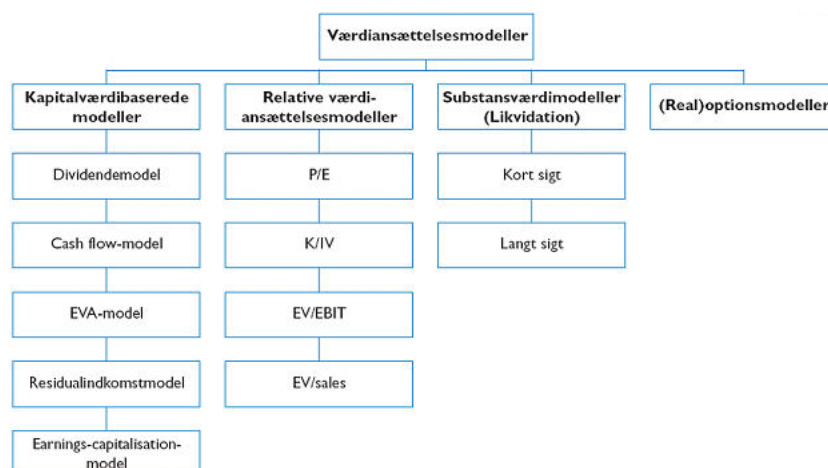 Værdiansættelsesmodeller
Kapitalværdibaserede
modeller
Relative værdi-
ansættelsesmodeller
Substansværdimodeller
(Likvidation)
(Real)optionsmodeller
Dividendemodel
P/E
Kort sigt
Cash flow-model
K/IV
Langt sigt
EVA-model
EV/EBIT
Residualindkomstmodel
EV/sales
Earnings-capitalisation-
model